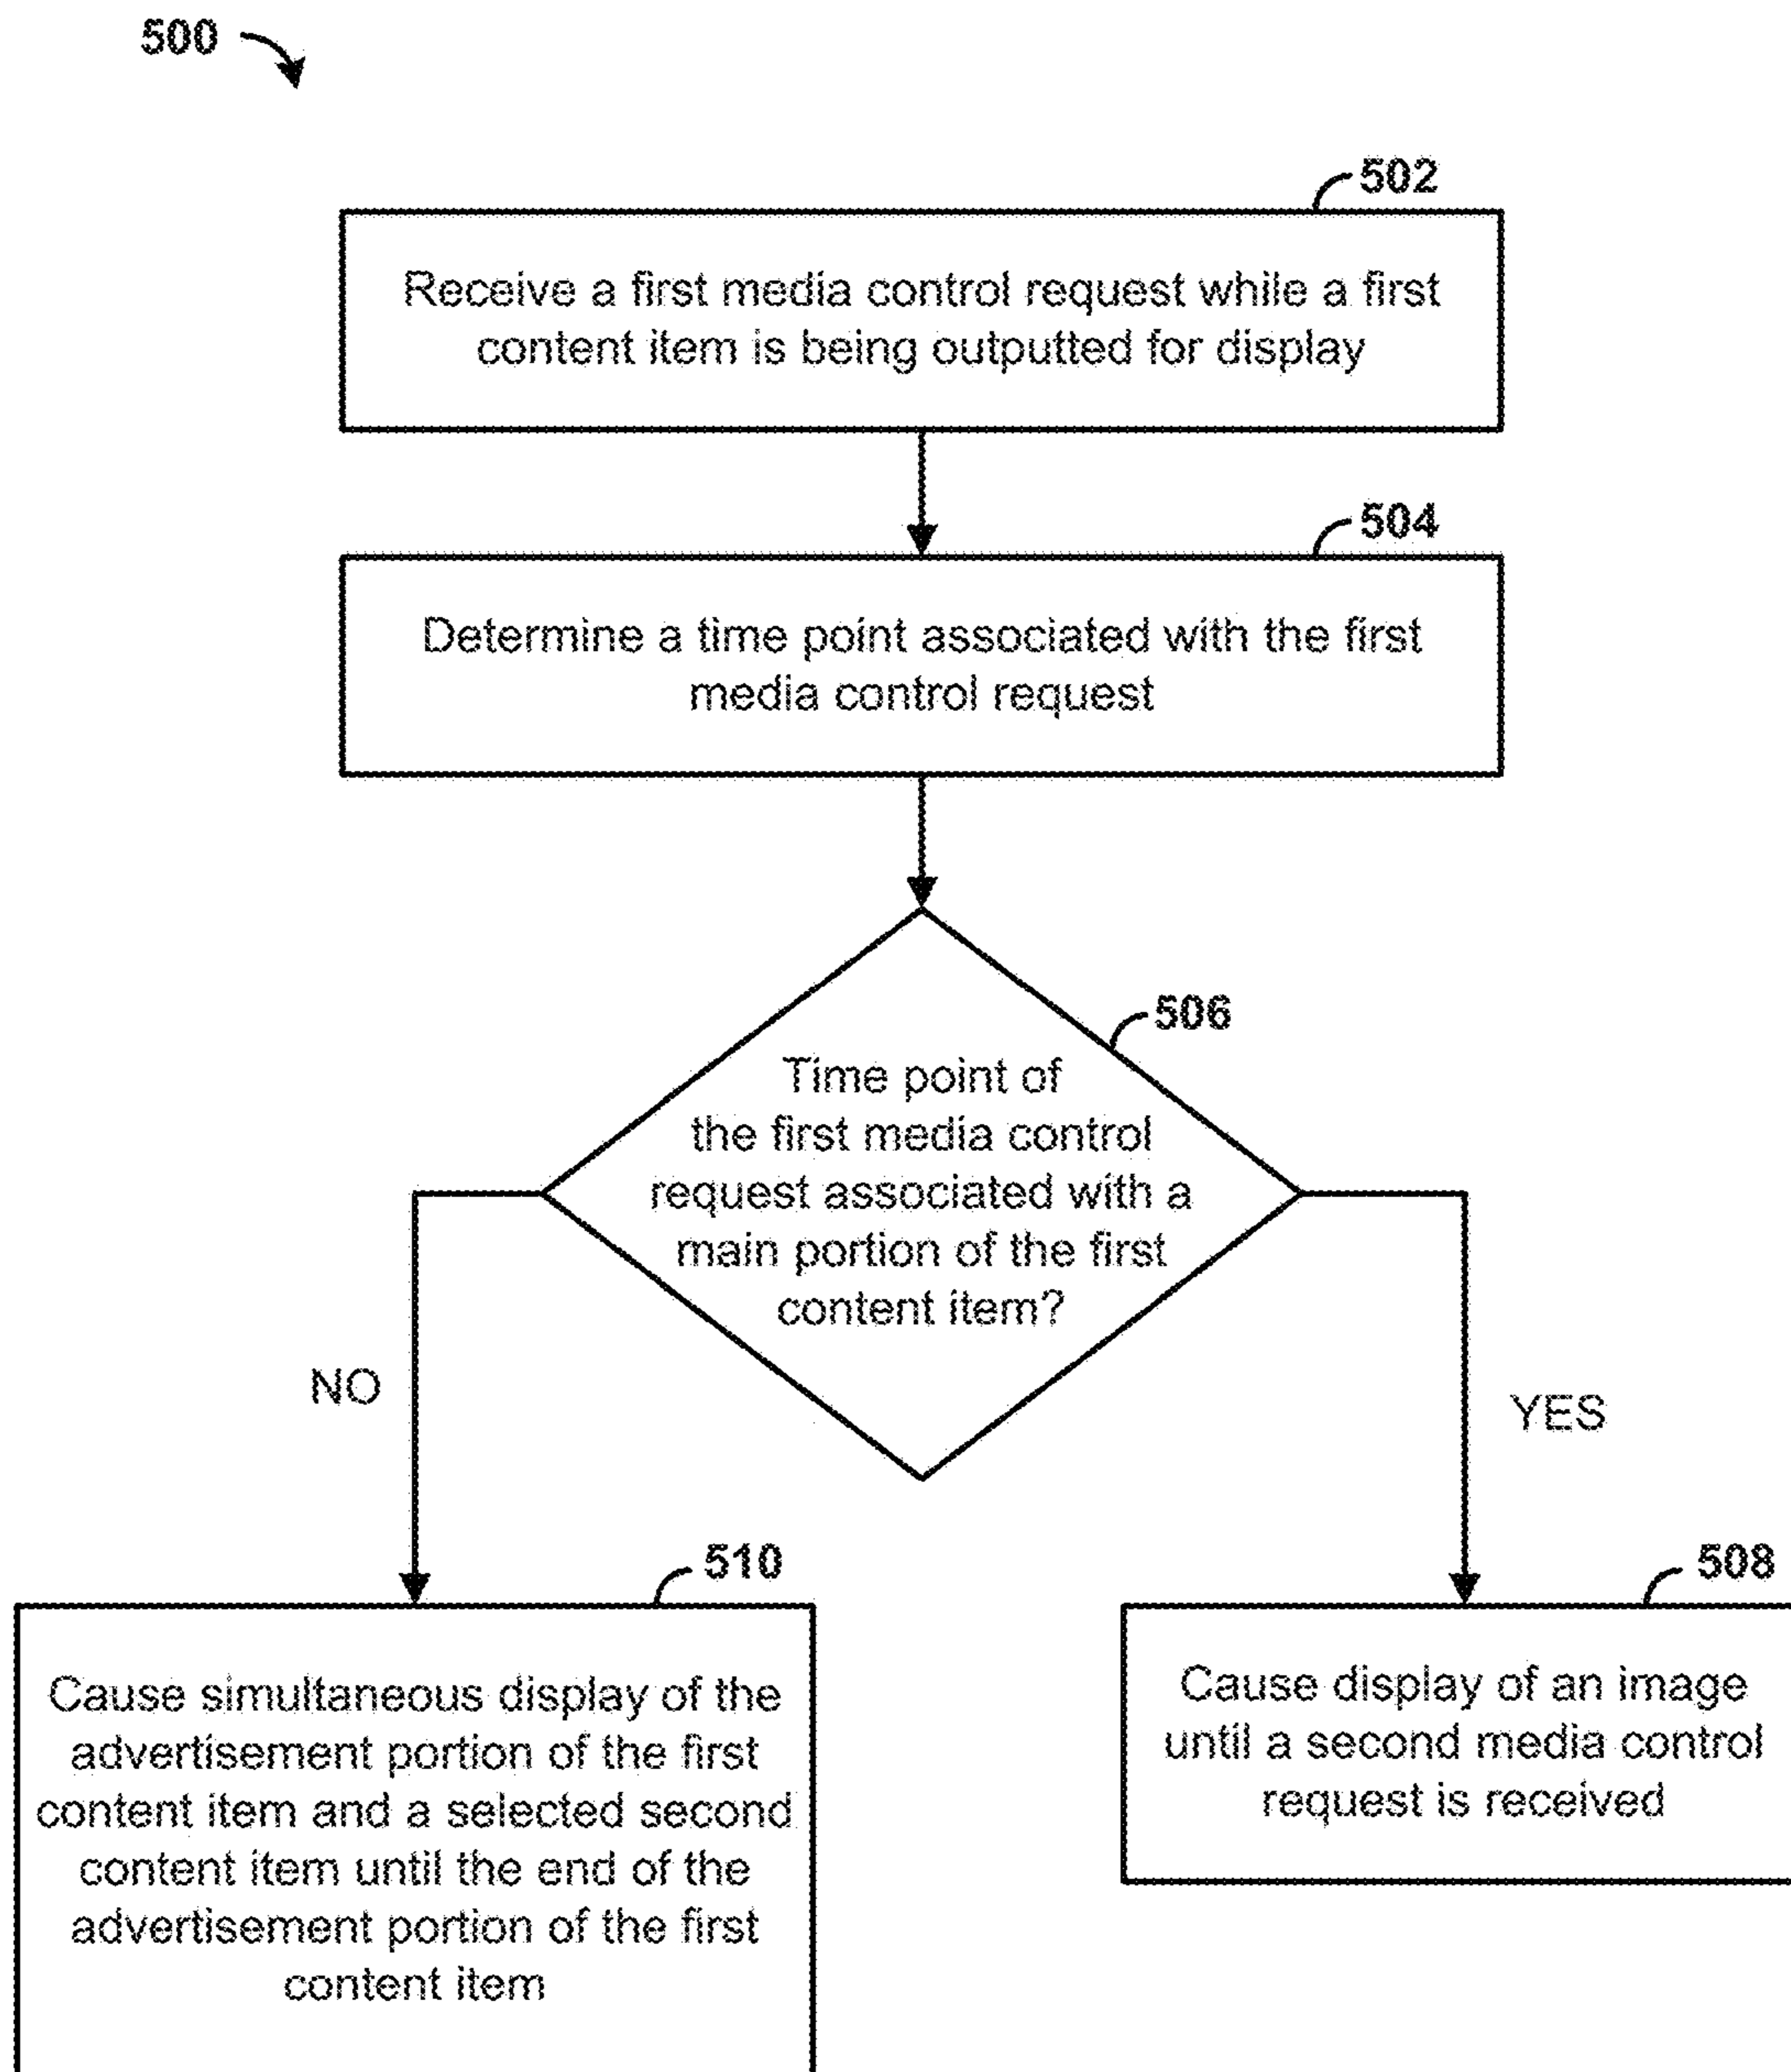 500
502
Receive a first media control request while a first
content item is being outputted for display
504
Determine a time point associated with the first
media control request
506
Time point of
the first media control
request associated with a
main portion of the first
content item?
NO
YES
510
Cause simultaneous display of the
advertisement portion of the first
content item and a selected second
content item until the end of the
advertisement portion of the first
content item
508
Cause display of an image
until a second media control
request is received